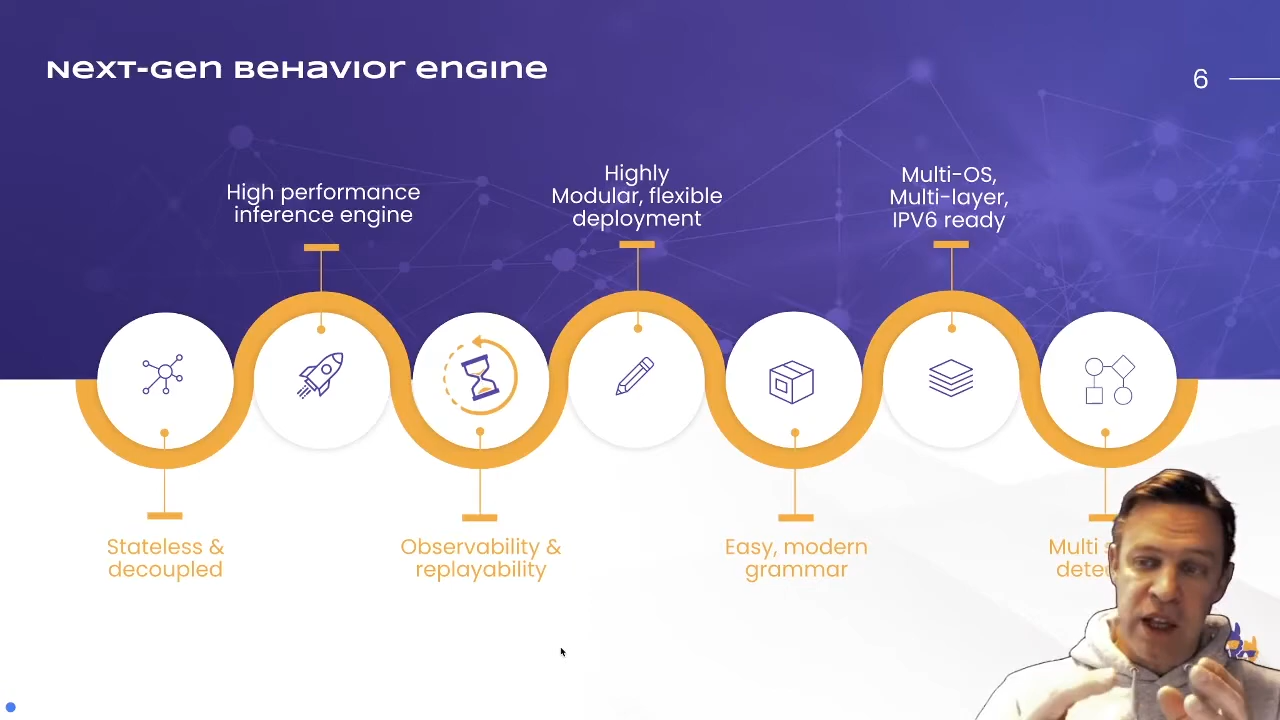 Next-Gen Behavior Engine
6
High performance
inference engine
Highly
Modular, flexible
deployment
Multi-OS,
Multi-layer,
IPV6 ready
Stateless &
decoupled
Observability &
replayability
Easy, modern
grammar
Multi